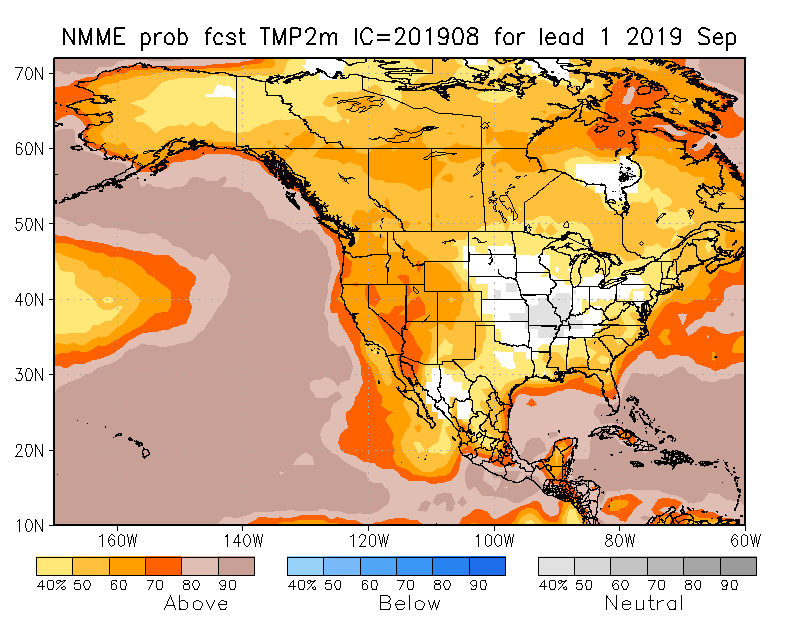 NMME prob fcst TMP2m IC=201908 for lead 1 2019 Sep
70N
60N
50N
40N
30N
20N
10N
160W 140W 120W 100W 80W 60W
40% 50 60 70 80 90
40% 50 60 70 80 90
40% 50 60 70 80 90
Above Below Neutral